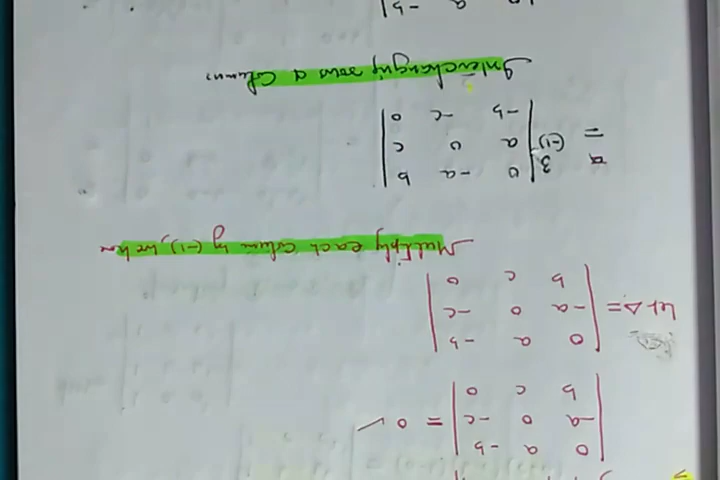 | 0 a -b |
| -a 0 -c | = 0 ✓
| b c 0 |
| 0 a -b |
Let Δ = | -a 0 -c |
| b c 0 |
Multiply each column by (-1), we have
| 0 -a b |
= (-1)³ | a 0 c |
| -b -c 0 |
Interchanging rows & columns
a -b |